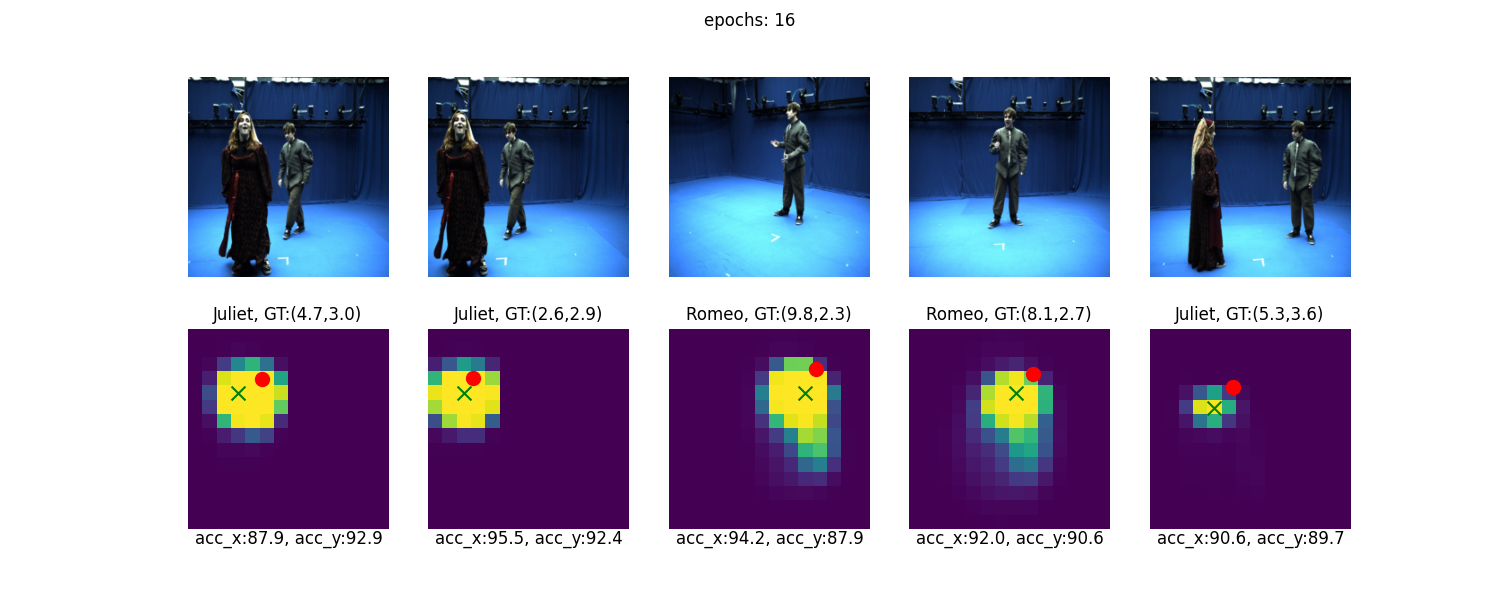 epochs: 16
Juliet, GT:(4.7,3.0)
Juliet, GT:(2.6,2.9)
Romeo, GT:(9.8,2.3)
Romeo, GT:(8.1,2.7)
Juliet, GT:(5.3,3.6)
acc_x:87.9, acc_y:92.9
acc_x:95.5, acc_y:92.4
acc_x:94.2, acc_y:87.9
acc_x:92.0, acc_y:90.6
acc_x:90.6, acc_y:89.7